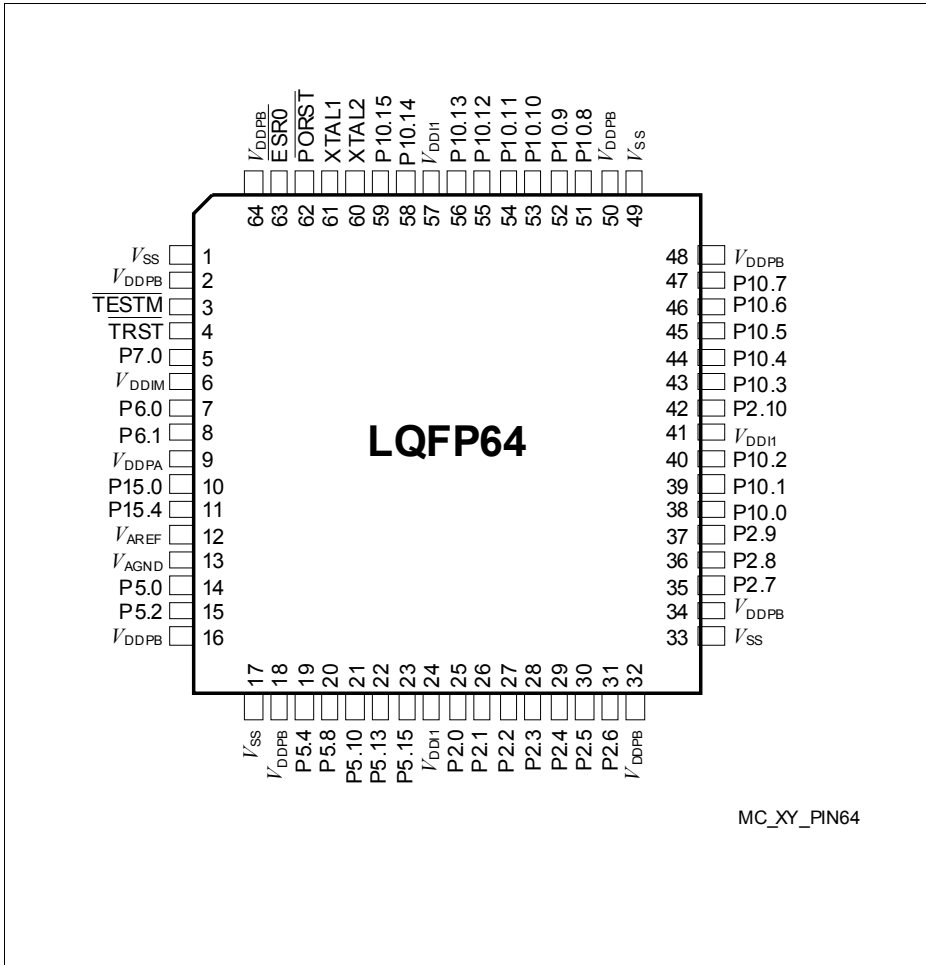 VDDPB
ESR0
PORST
XTAL1
XTAL2
P10.15
P10.14
VDDI1
P10.13
P10.12
P10.11
P10.10
P10.9
P10.8
VDDPB
VSS
64 63 62 61 60 59 58 57 56 55 54 53 52 51 50 49
VSS 1
VDDPB 2
TESTM 3
TRST 4
P7.0 5
VDDIM 6
P6.0 7
P6.1 8
VDDPA 9
P15.0 10
P15.4 11
VAREF 12
VAGND 13
P5.0 14
P5.2 15
VDDPB 16
LQFP64
48 VDDPB
47 P10.7
46 P10.6
45 P10.5
44 P10.4
43 P10.3
42 P2.10
41 VDDI1
40 P10.2
39 P10.1
38 P10.0
37 P2.9
36 P2.8
35 P2.7
34 VDDPB
33 VSS
17 18 19 20 21 22 23 24 25 26 27 28 29 30 31 32
VSS
VDDPB
P5.4
P5.8
P5.10
P5.13
P5.15
VDDI1
P2.0
P2.1
P2.2
P2.3
P2.4
P2.5
P2.6
VDDPB
MC_XY_PIN64